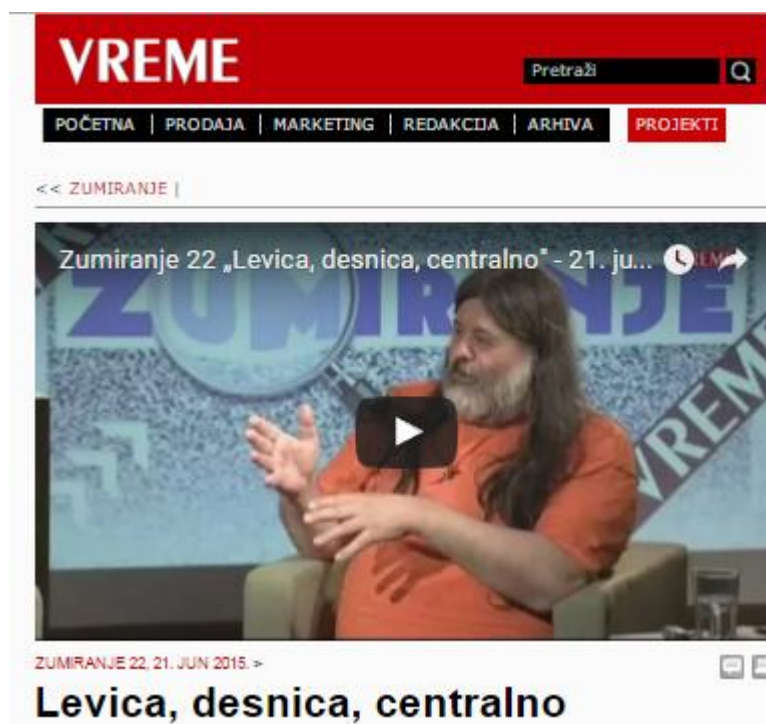 VREME
Pretraži
POČETNA | PRODAJA | MARKETING | REDAKCIJA | ARHIVA PROJEKTI
<< ZUMIRANJE |
Zumiranje 22 „Levica, desnica, centralno" - 21. ju...
VREME
ZUMIRANJE
VREME
ZUMIRANJE 22, 21. JUN 2015. >
Levica, desnica, centralno